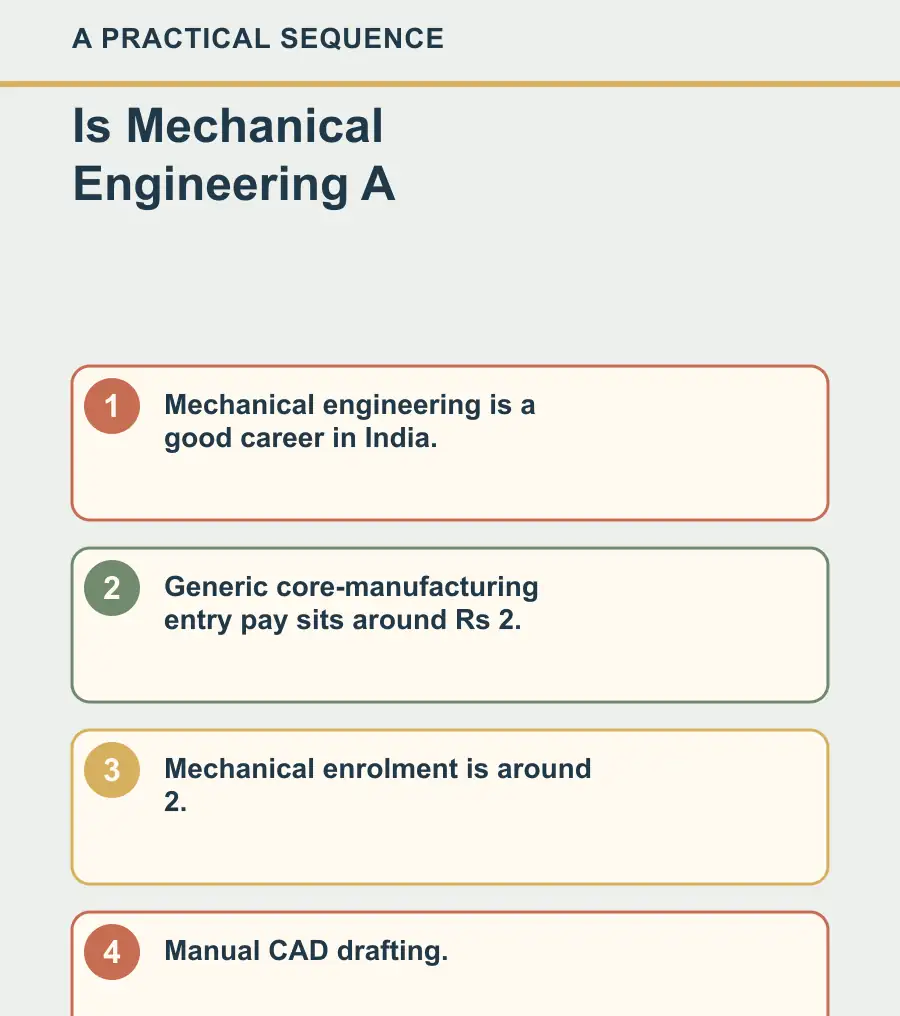 A PRACTICAL SEQUENCE
Is Mechanical
Engineering A
1
Mechanical engineering is a
good career in India.
2
Generic core-manufacturing
entry pay sits around Rs 2.
3
Mechanical enrolment is around
2.
4
Manual CAD drafting.